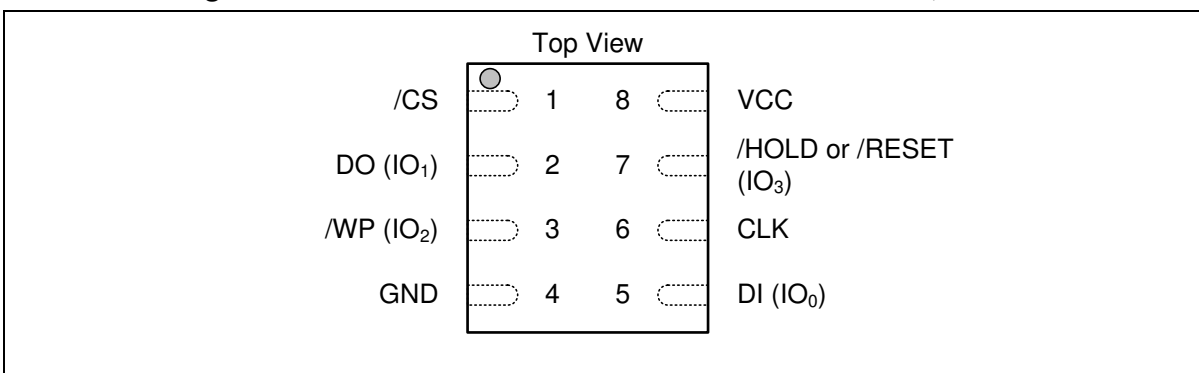 Top View
/CS 1 8 VCC
DO (IO₁) 2 7 /HOLD or /RESET
(IO₃)
/WP (IO₂) 3 6 CLK
GND 4 5 DI (IO₀)